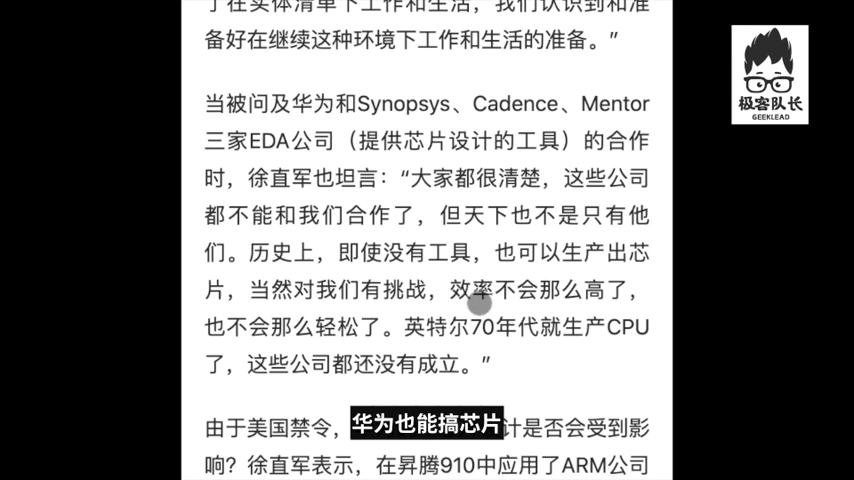 了在实体清单下工作和生活，我们认识到和准
备好在继续这种环境下工作和生活的准备。”
极客队长
GEEKLEAD
当被问及华为和Synopsys、Cadence、Mentor
三家EDA公司（提供芯片设计的工具）的合作
时，徐直军也坦言：“大家都很清楚，这些公司
都不能和我们合作了，但天下也不是只有他
们。历史上，即使没有工具，也可以生产出芯
片，当然对我们有挑战，效率不会那么高了，
也不会那么轻松了。英特尔70年代就生产CPU
了，这些公司都还没有成立。”
由于美国禁令，
华为也能搞芯片
计是否会受到影
响？徐直军表示，在昇腾910中应用了ARM公司